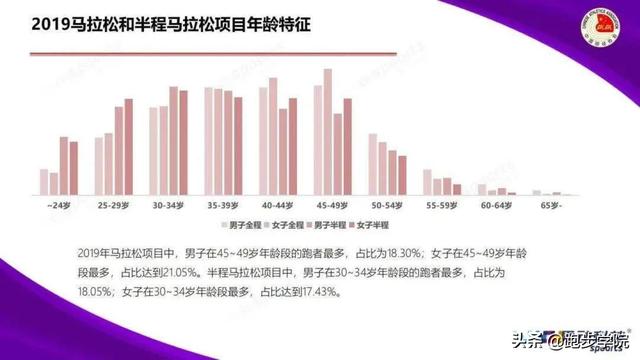 2019马拉松和半程马拉松项目年龄特征
~24岁 25-29岁 30-34岁 35-39岁 40-44岁 45-49岁 50-54岁 55-59岁 60-64岁 65岁-
男子全程 女子全程 男子半程 女子半程
2019年马拉松项目中，男子在45~49岁年龄段的跑者最多，占比为18.30%；女子在45~49岁年龄
段最多，占比达到21.05%。半程马拉松项目中，男子在30~34岁年龄段的跑者最多，占比为
18.05%；女子在30~34岁年龄段最多，占比达到17.43%。
头条 @跑步学院